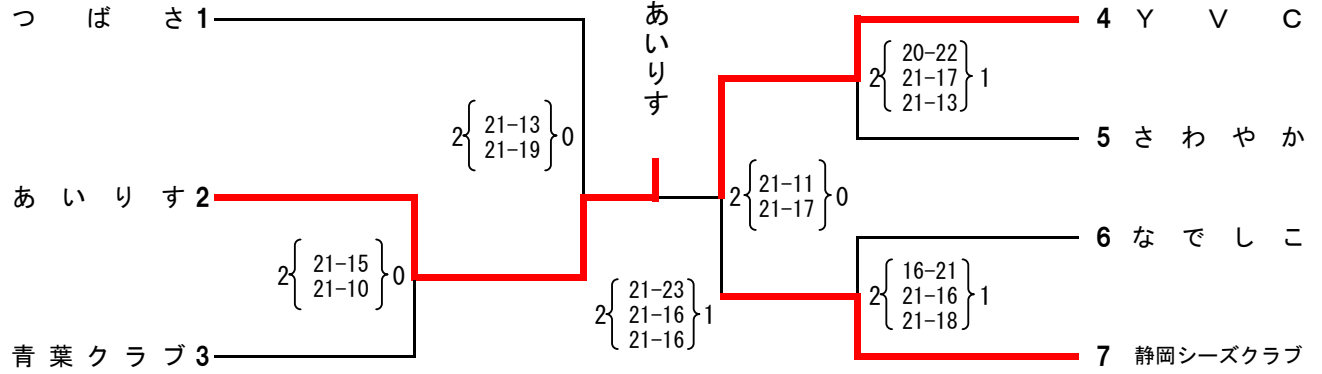 つばさ 1
あいりす 2
青葉クラブ 3
2 { 21-13 } 0
21-19
2 { 21-15 } 0
21-10
あいりす
2 { 21-23 } 1
21-16
21-16
2 { 21-11 } 0
21-17
2 { 20-22 } 1
21-17
21-13
2 { 16-21 } 1
21-16
21-18
4 YVC
5 さわやか
6 なでしこ
7 静岡シーズクラブ